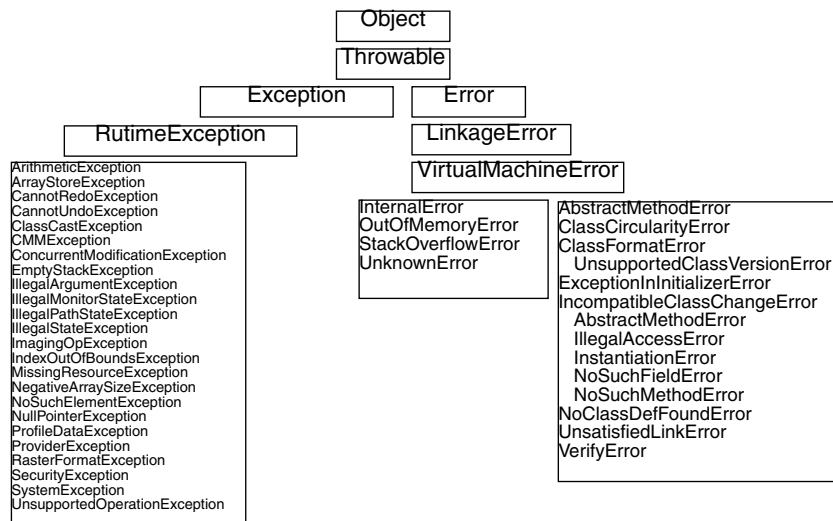 Object
Throwable
Exception
Error
RutimeException
LinkageError
VirtualMachineError
ArithmeticException
ArrayStoreException
CannotRedoException
CannotUndoException
ClassCastException
CMMException
ConcurrentModificationException
EmptyStackException
IllegalArgumentException
IllegalMonitorStateException
IllegalPathStateException
IllegalStateException
ImagingOpException
IndexOutOfBoundsException
MissingResourceException
NegativeArraySizeException
NoSuchElementException
NullPointerException
ProfileDataException
ProviderException
RasterFormatException
SecurityException
SystemException
UnsupportedOperationException
InternalError
OutOfMemoryError
StackOverflowError
UnknownError
AbstractMethodError
ClassCircularityError
ClassFormatError
UnsupportedClassVersionError
ExceptionInInitializerError
IncompatibleClassChangeError
AbstractMethodError
IllegalAccessError
InstantiationError
NoSuchFieldError
NoSuchMethodError
NoClassDefFoundError
UnsatisfiedLinkError
VerifyError